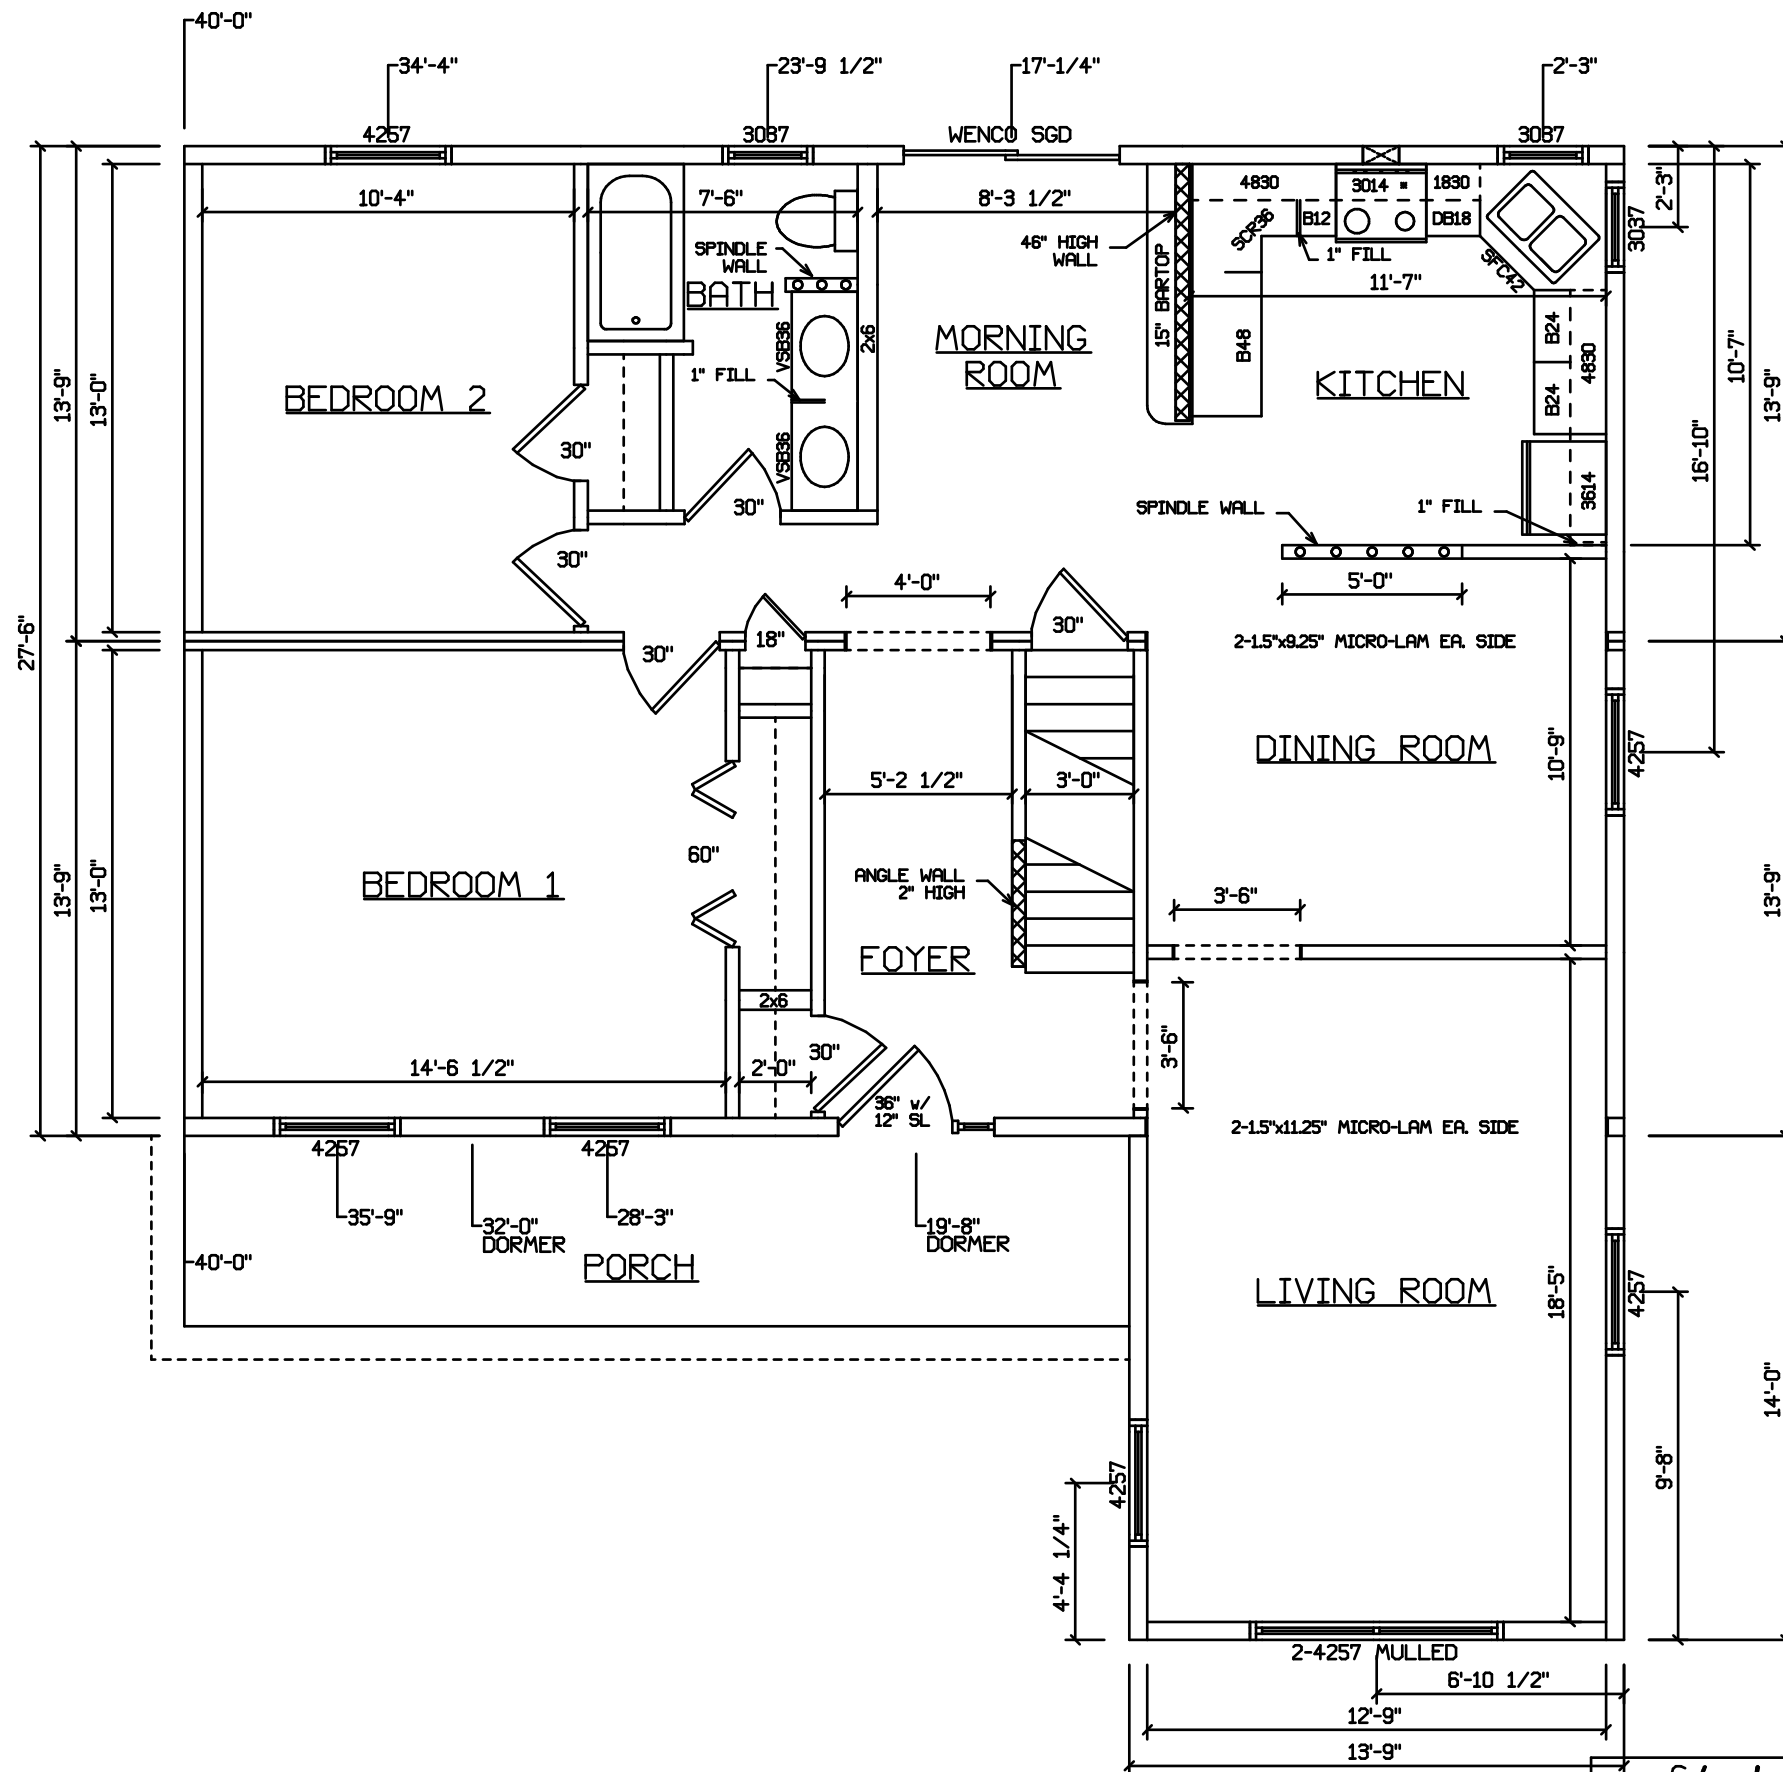 40'-0"
34'-4"
23'-9 1/2"
17'-1/4"
2'-3"
4257
3037
WENCO SGD
3037
10'-4"
7'-6"
8'-3 1/2"
4830
3014
1830
SCR36
B12
DB18
2'-3"
3037
SPINDLE
WALL
46" HIGH
WALL
1" FILL
SFC42
BATH
15" BARTOP
11'-7"
VSB36
2x6
MORNING
ROOM
B48
B24
4830
10'-7"
1" FILL
BEDROOM 2
KITCHEN
B24
13'-9"
13'-0"
13'-9"
30"
VSB36
16'-10"
3614
30"
SPINDLE WALL
1" FILL
30"
4'-0"
5'-0"
27'-6"
30"
18"
30"
2-1.5"x9.25" MICRO-LAM EA. SIDE
DINING ROOM
10'-9"
4257
5'-2 1/2"
3'-0"
60"
13'-9"
13'-0"
BEDROOM 1
ANGLE WALL
2" HIGH
3'-6"
13'-9"
FOYER
2x6
30"
3'-6"
14'-6 1/2"
2'-0"
36" w/
12" SL
2-1.5"x11.25" MICRO-LAM EA. SIDE
4257
4257
35'-9"
32'-0"
DORMER
28'-3"
19'-8"
DORMER
40'-0"
PORCH
LIVING ROOM
18'-5"
4257
14'-0"
4257
9'-8"
4'-4 1/4"
2-4257 MULLED
6'-10 1/2"
12'-9"
13'-9"